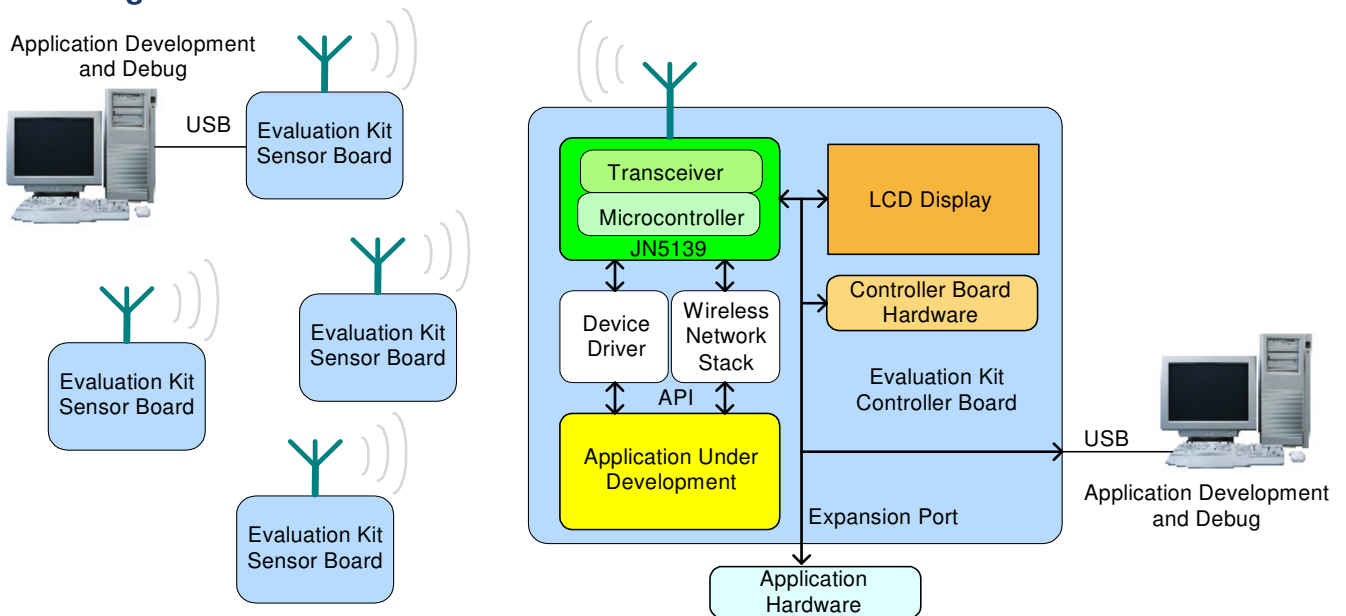 Application Development
and Debug
USB
Evaluation Kit
Sensor Board
Evaluation Kit
Sensor Board
Evaluation Kit
Sensor Board
Evaluation Kit
Sensor Board
Transceiver
Microcontroller
JN5139
LCD Display
Controller Board
Hardware
Device
Driver
Wireless
Network
Stack
API
Evaluation Kit
Controller Board
Application Under
Development
USB
Expansion Port
Application Development
and Debug
Application
Hardware